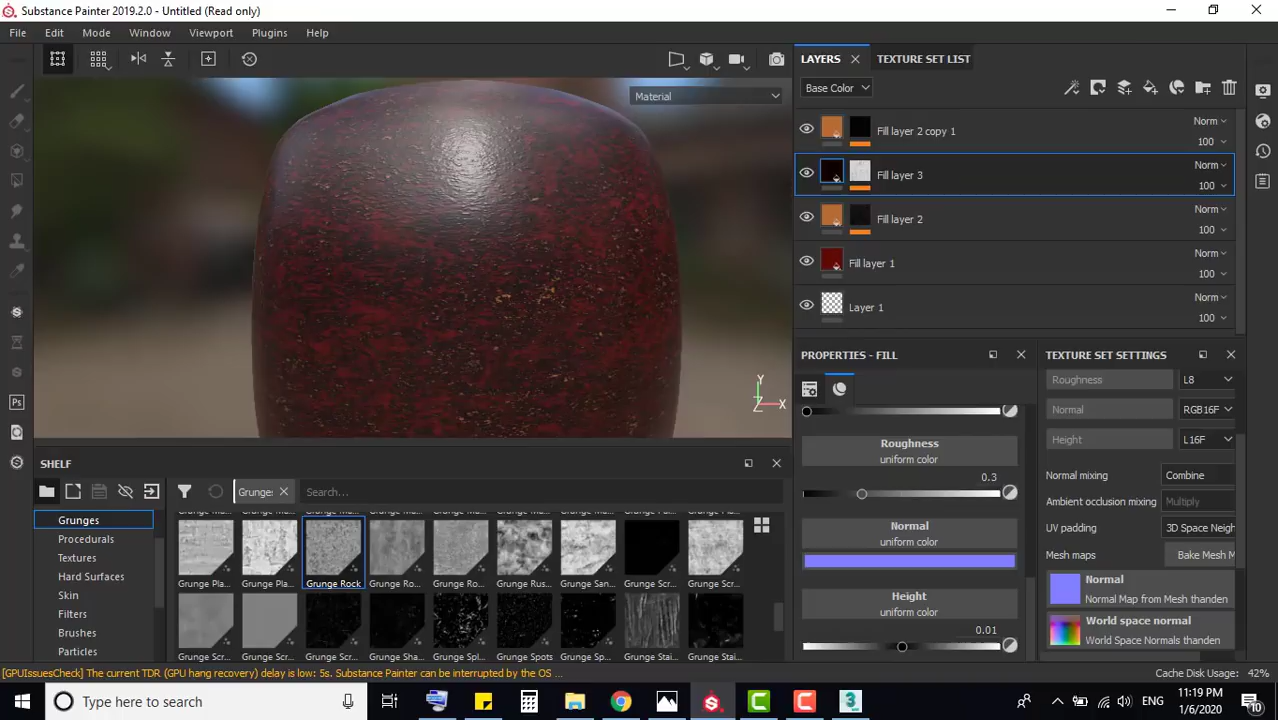 Substance Painter 2019.2.0 - Untitled (Read only)
File Edit Mode Window Viewport Plugins Help
Material
LAYERS TEXTURE SET LIST
Base Color
Fill layer 2 copy 1 Norm 100
Fill layer 3 Norm 100
Fill layer 2 Norm 100
Fill layer 1 Norm 100
Layer 1 Norm 100
PROPERTIES - FILL
Roughness
uniform color
0.3
Normal
uniform color
Height
uniform color
0.01
TEXTURE SET SETTINGS
Roughness L8
Normal RGB16F
Height L16F
Normal mixing Combine
Ambient occlusion mixing Multiply
UV padding 3D Space Neigh
Mesh maps Bake Mesh M
Normal
Normal Map from Mesh thanden
World space normal
World Space Normals thanden
Y
Z X
SHELF
Grunge: Search...
Grunges
Procedurals
Textures
Hard Surfaces
Skin
Filters
Brushes
Particles
Grunge Pla... Grunge Pla... Grunge Rock Grunge Ro... Grunge Ro... Grunge Rus... Grunge San... Grunge Scr... Grunge Scr...
Grunge Scr... Grunge Scr... Grunge Scr... Grunge Sha... Grunge Spl... Grunge Spots Grunge Sp... Grunge Stai... Grunge Stai...
[GPUIssuesCheck] The current TDR (GPU hang recovery) delay is low: 5s. Substance Painter can be interrupted by the OS ...
Cache Disk Usage: 42%
Type here to search
Ps
3
ENG
11:19 PM
1/6/2020
10